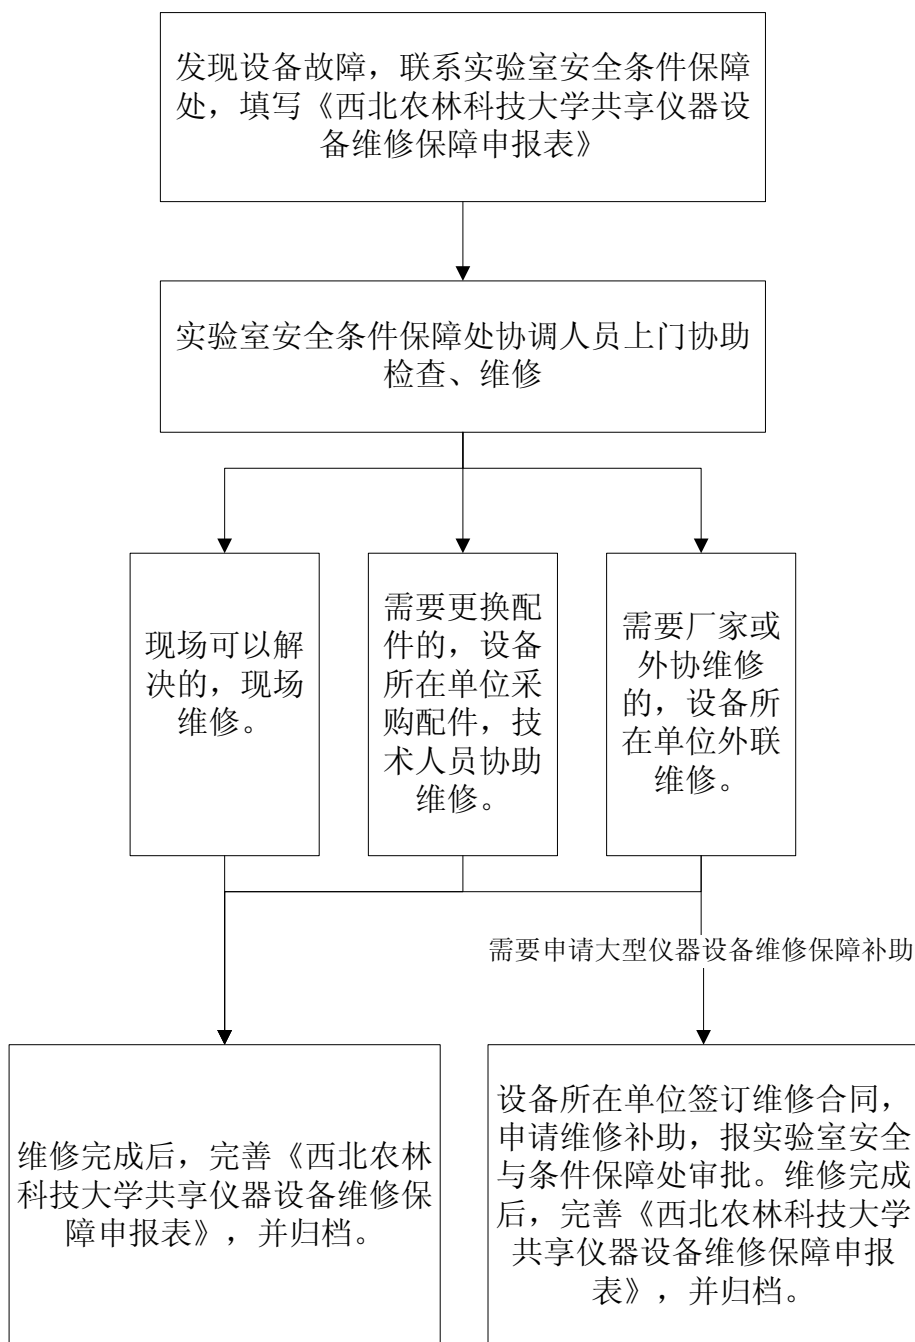 发现设备故障，联系实验室安全条件保障
处，填写《西北农林科技大学共享仪器设
备维修保障申报表》
实验室安全条件保障处协调人员上门协助
检查、维修
现场可以解
决的，现场
维修。
需要更换配
件的，设备
所在单位采
购配件，技
术人员协助
维修。
需要厂家或
外协维修
的，设备所
在单位外联
维修。
需要申请大型仪器设备维修保障补助
维修完成后，完善《西北农林
科技大学共享仪器设备维修保
障申报表》，并归档。
设备所在单位签订维修合同，
申请维修补助，报实验室安全
与条件保障处审批。维修完成
后，完善《西北农林科技大学
共享仪器设备维修保障申报
表》，并归档。